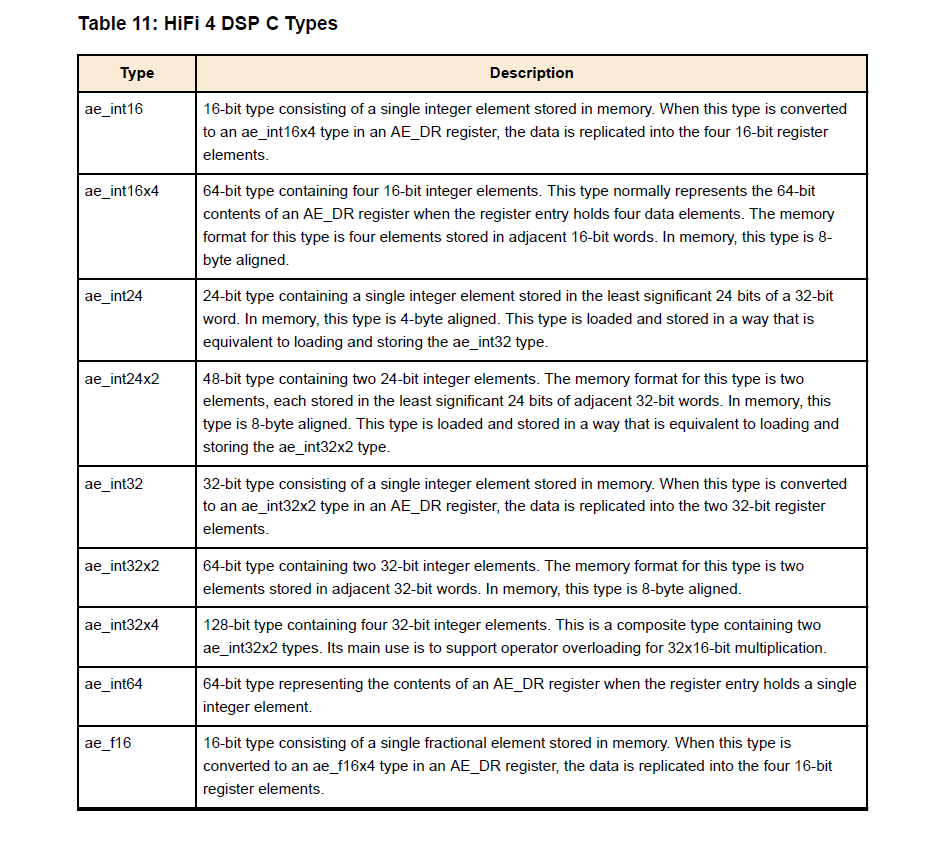 Table 11: HiFi 4 DSP C Types
Type Description
ae_int16 16-bit type consisting of a single integer element stored in memory. When this type is converted
to an ae_int16x4 type in an AE_DR register, the data is replicated into the four 16-bit register
elements.
ae_int16x4 64-bit type containing four 16-bit integer elements. This type normally represents the 64-bit
contents of an AE_DR register when the register entry holds four data elements. The memory
format for this type is four elements stored in adjacent 16-bit words. In memory, this type is 8-
byte aligned.
ae_int24 24-bit type containing a single integer element stored in the least significant 24 bits of a 32-bit
word. In memory, this type is 4-byte aligned. This type is loaded and stored in a way that is
equivalent to loading and storing the ae_int32 type.
ae_int24x2 48-bit type containing two 24-bit integer elements. The memory format for this type is two
elements, each stored in the least significant 24 bits of adjacent 32-bit words. In memory, this
type is 8-byte aligned. This type is loaded and stored in a way that is equivalent to loading and
storing the ae_int32x2 type.
ae_int32 32-bit type consisting of a single integer element stored in memory. When this type is converted
to an ae_int32x2 type in an AE_DR register, the data is replicated into the two 32-bit register
elements.
ae_int32x2 64-bit type containing two 32-bit integer elements. The memory format for this type is two
elements stored in adjacent 32-bit words. In memory, this type is 8-byte aligned.
ae_int32x4 128-bit type containing four 32-bit integer elements. This is a composite type containing two
ae_int32x2 types. Its main use is to support operator overloading for 32x16-bit multiplication.
ae_int64 64-bit type representing the contents of an AE_DR register when the register entry holds a single
integer element.
ae_f16 16-bit type consisting of a single fractional element stored in memory. When this type is
converted to an ae_f16x4 type in an AE_DR register, the data is replicated into the four 16-bit
register elements.